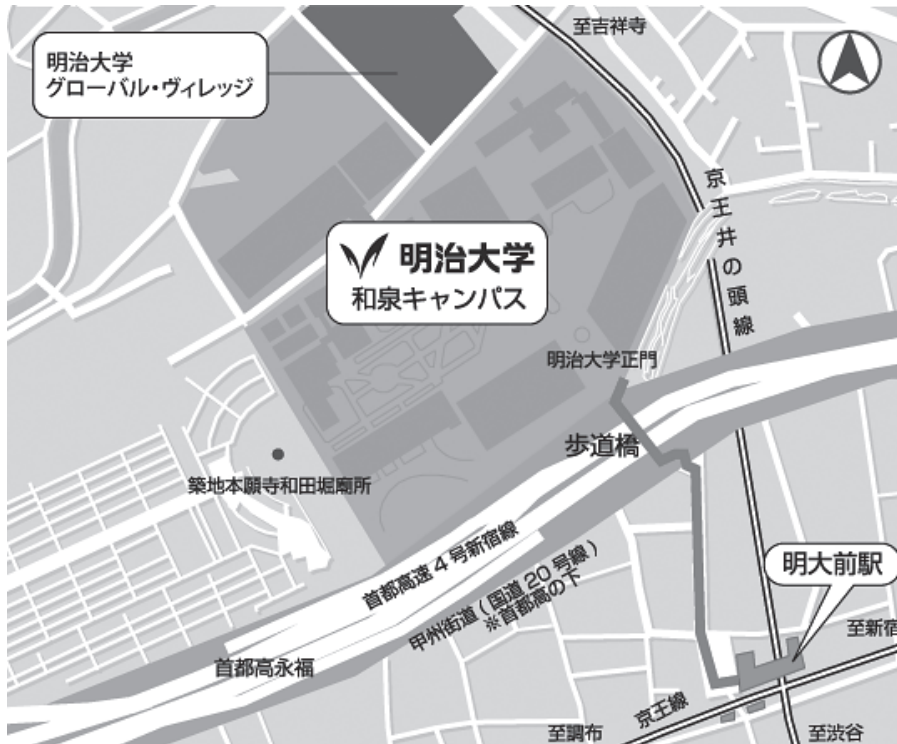 至吉祥寺
明治大学
グローバル・ヴィレッジ
京王井の頭線
明治大学
和泉キャンパス
明治大学正門
歩道橋
築地本願寺和田堀廟所
首都高速4号新宿線
甲州街道(国道20号線)
※首都高の下
明大前駅
至新宿
首都高永福
京王線
至調布
至渋谷